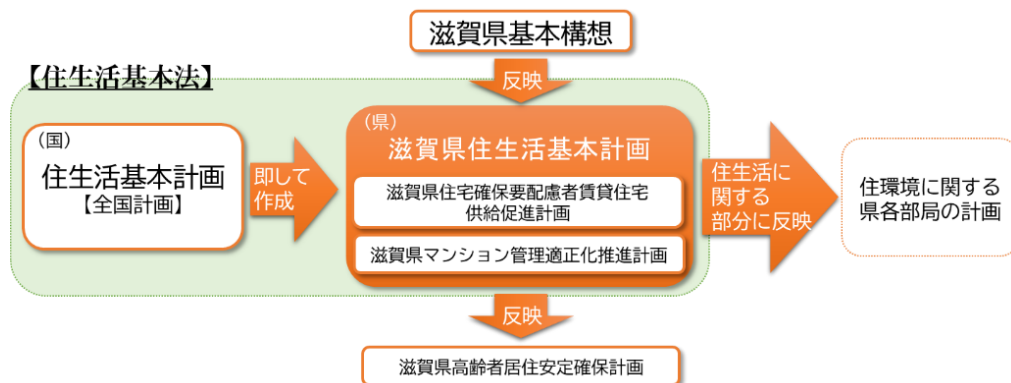 滋賀県基本構想
反映
【住生活基本法】
（国）
住生活基本計画
【全国計画】
即して
作成
（県）
滋賀県住生活基本計画
滋賀県住宅確保要配慮者賃貸住宅
供給促進計画
滋賀県マンション管理適正化推進計画
住生活に
関する
部分に反映
住環境に関する
県各部局の計画
反映
滋賀県高齢者居住安定確保計画